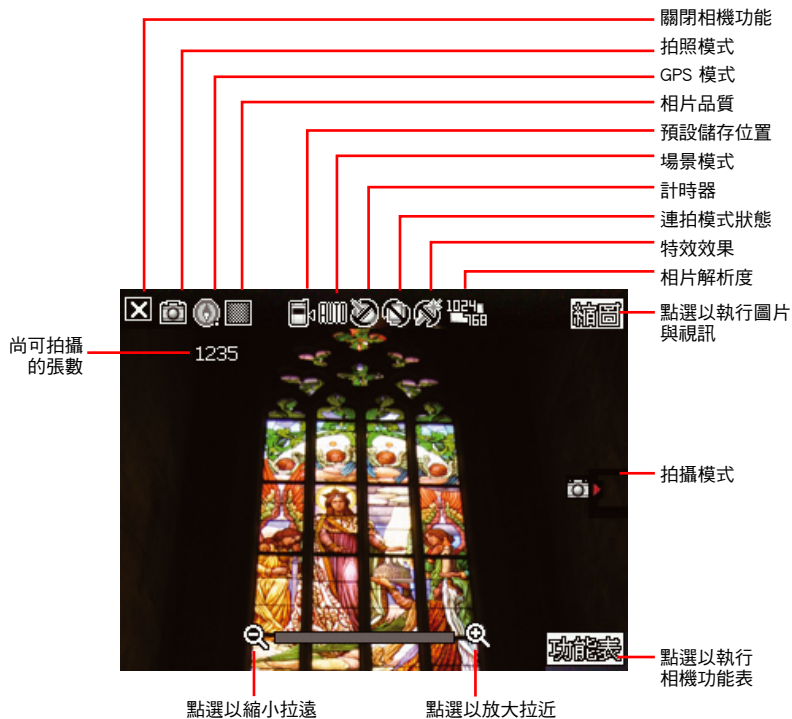 關閉相機功能
拍照模式
GPS 模式
相片品質
預設儲存位置
場景模式
計時器
連拍模式狀態
特效效果
相片解析度
AUTO
1024
768
縮圖
點選以執行圖片
與視訊
尚可拍攝
的張數
1235
拍攝模式
功能表
點選以執行
相機功能表
點選以縮小拉遠
點選以放大拉近